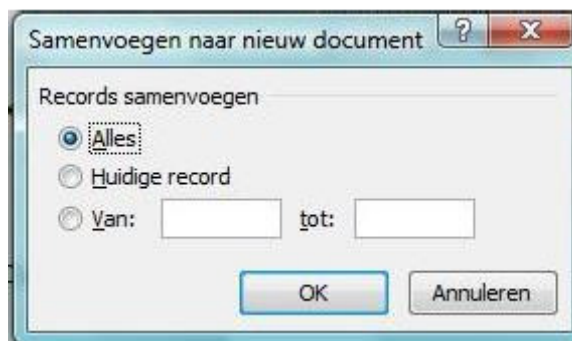 Samenvoegen naar nieuw document ? X
Records samenvoegen
Alles
Huidige record
Van: tot:
OK Annuleren